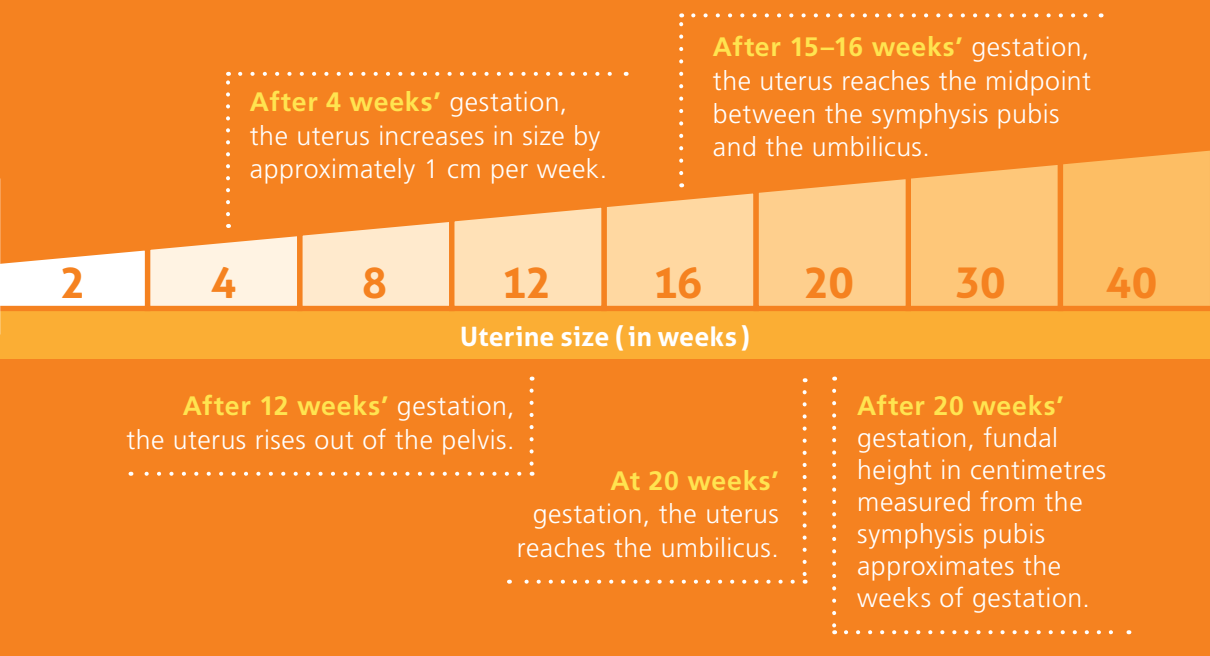 After 15–16 weeks’ gestation,
the uterus reaches the midpoint
between the symphysis pubis
and the umbilicus.
After 4 weeks’ gestation,
the uterus increases in size by
approximately 1 cm per week.
2 4 8 12 16 20 30 40
Uterine size (in weeks)
After 12 weeks’ gestation,
the uterus rises out of the pelvis.
At 20 weeks’
gestation, the uterus
reaches the umbilicus.
After 20 weeks’
gestation, fundal
height in centimetres
measured from the
symphysis pubis
approximates the
weeks of gestation.